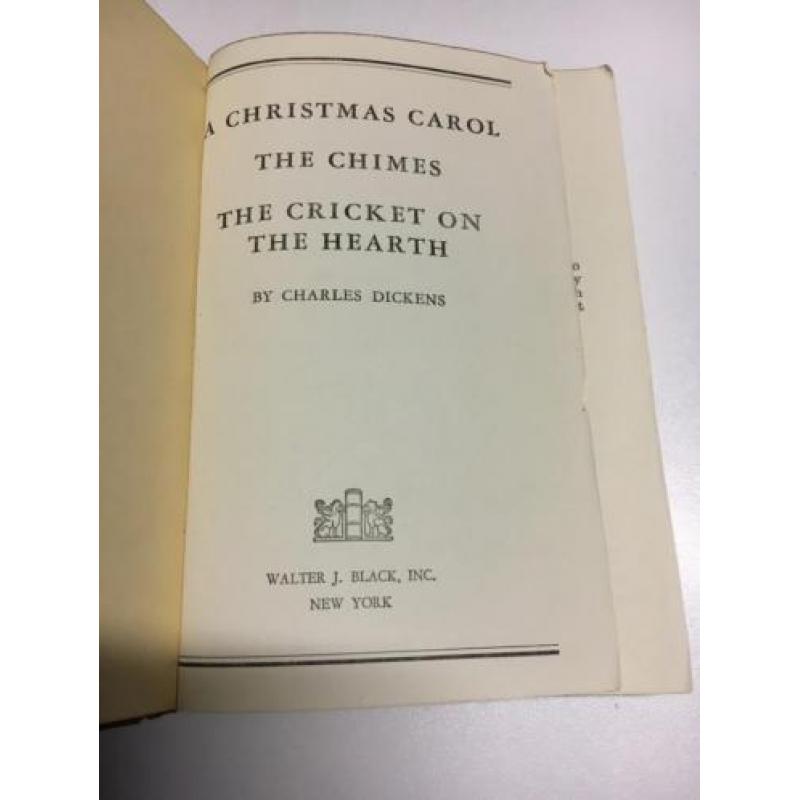 A CHRISTMAS CAROL
THE CHIMES
THE CRICKET ON
THE HEARTH
BY CHARLES DICKENS
WALTER J. BLACK, INC.
NEW YORK
o
y
h
t